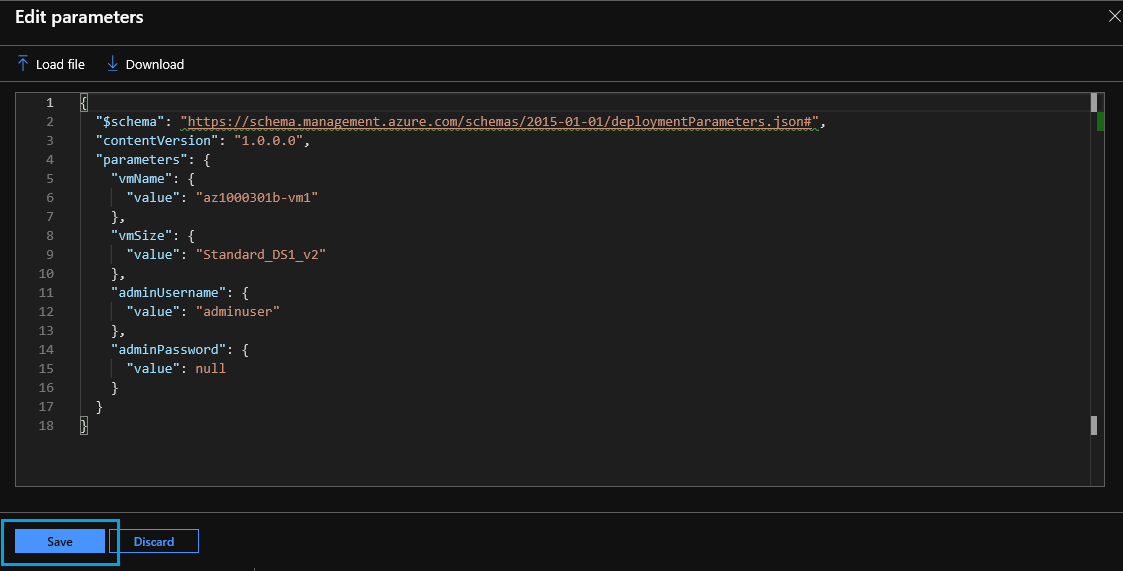 Edit parameters
Load file
Download
1 {
2 "$schema": "https://schema.management.azure.com/schemas/2015-01-01/deploymentParameters.json#",
3 "contentVersion": "1.0.0.0",
4 "parameters": {
5 "vmName": {
6 "value": "az1000301b-vm1"
7 },
8 "vmSize": {
9 "value": "Standard_DS1_v2"
10 },
11 "adminUsername": {
12 "value": "adminuser"
13 },
14 "adminPassword": {
15 "value": null
16 }
17 }
18 }
Save
Discard